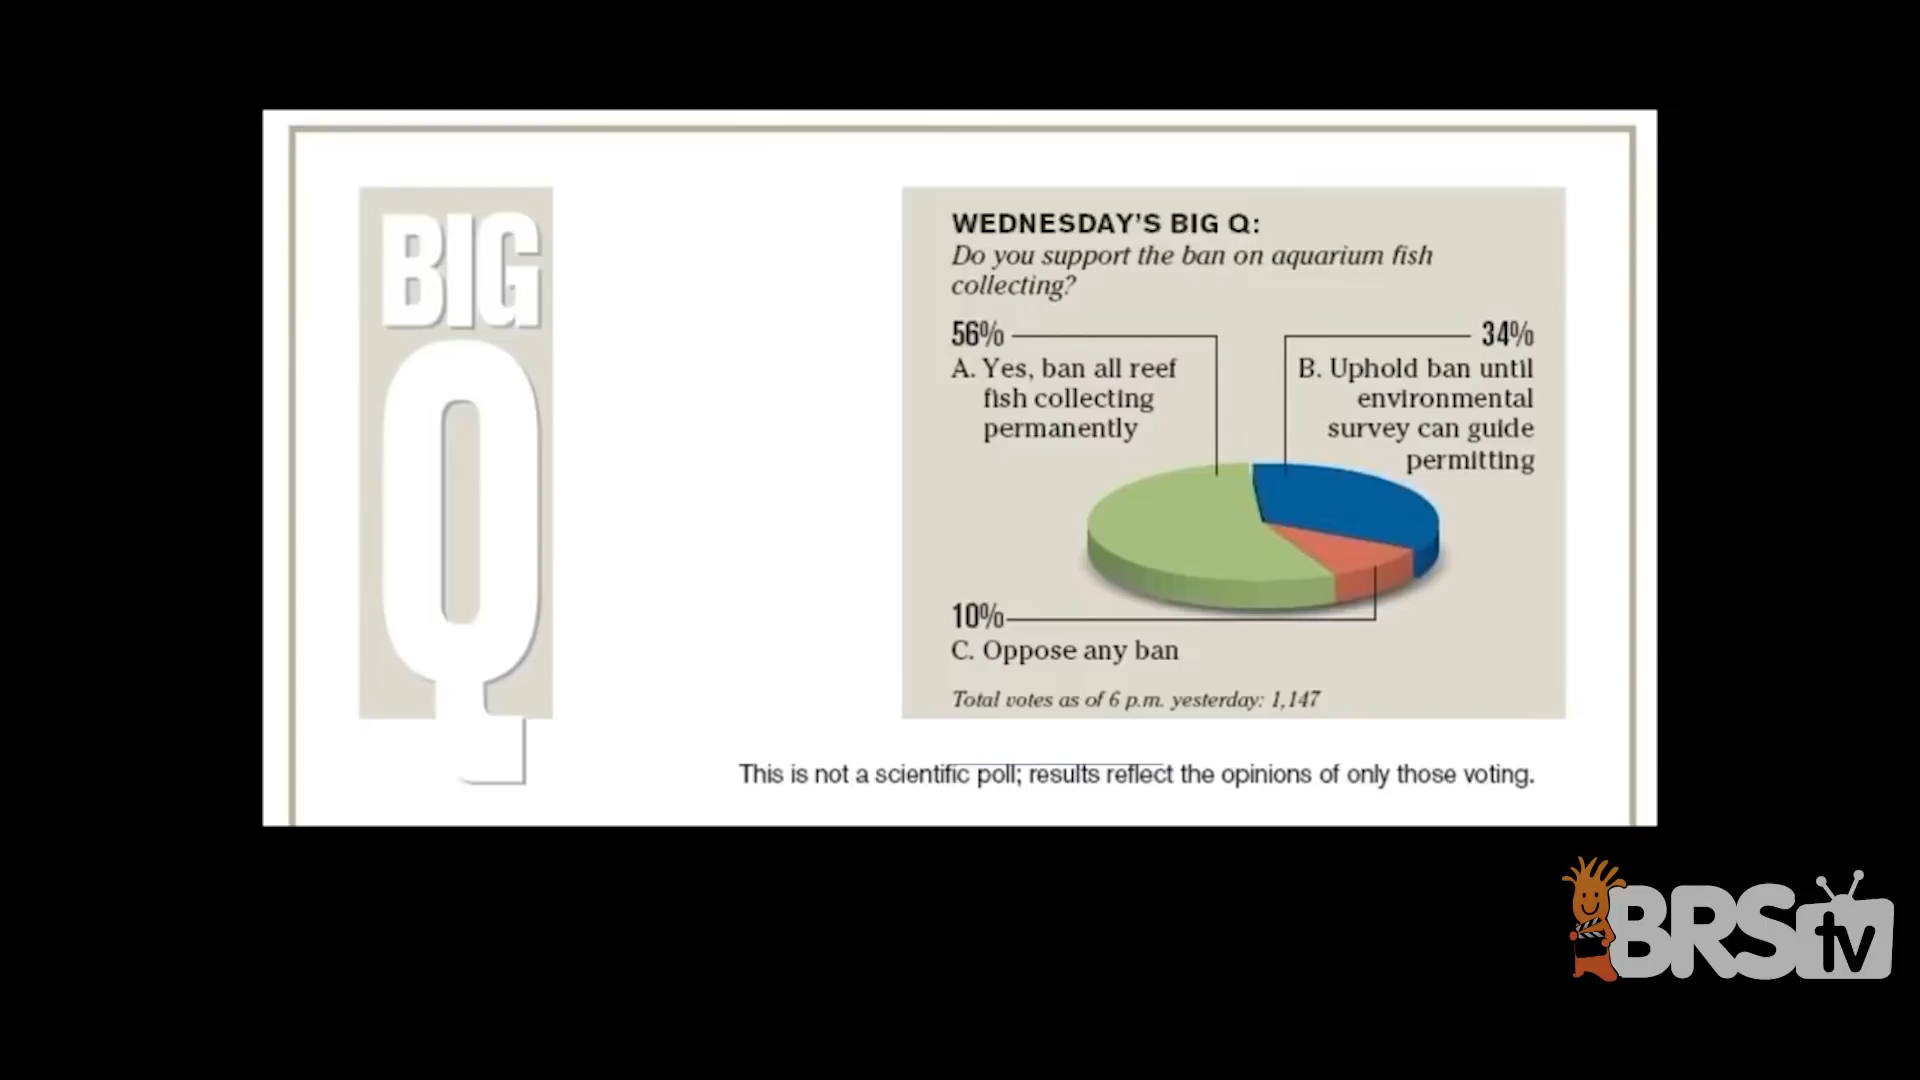 BIG
Q
WEDNESDAY'S BIG Q:
Do you support the ban on aquarium fish
collecting?
56%
A. Yes, ban all reef
fish collecting
permanently
34%
B. Uphold ban until
environmental
survey can guide
permitting
10%
C. Oppose any ban
Total votes as of 6 p.m. yesterday: 1,147
This is not a scientific poll; results reflect the opinions of only those voting.
BRStv